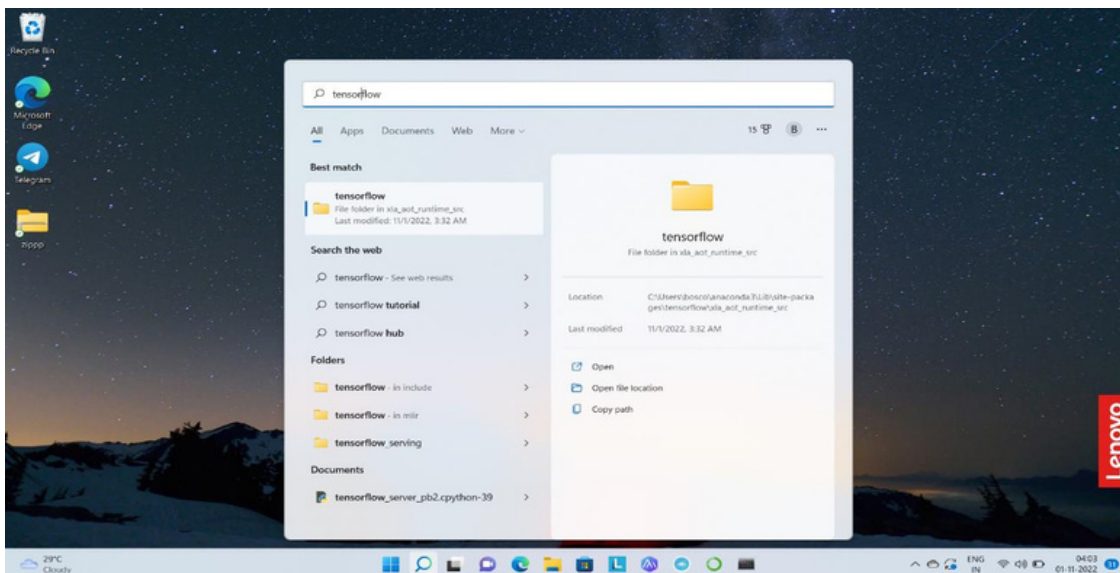 Recycle Bin
Microsoft
Edge
Telegram
zippp
tensorflow
All Apps Documents Web More
15 B ...
Best match
tensorflow
File folder in xla_aot_runtime_src
Last modified: 11/1/2022, 3:32 AM
Search the web
tensorflow - See web results
tensorflow tutorial
tensorflow hub
Folders
tensorflow - in include
tensorflow - in mlir
tensorflow_serving
Documents
tensorflow_server_pb2.cpython-39
tensorflow
File folder in xla_aot_runtime_src
Location C:\Users\bosco\anaconda3\Lib\site-packa
ges\tensorflow\xla_aot_runtime_src
Last modified 11/1/2022, 3:32 AM
Open
Open file location
Copy path
Lenovo
29°C
Cloudy
L
ENG
IN
04:03
01-11-2022